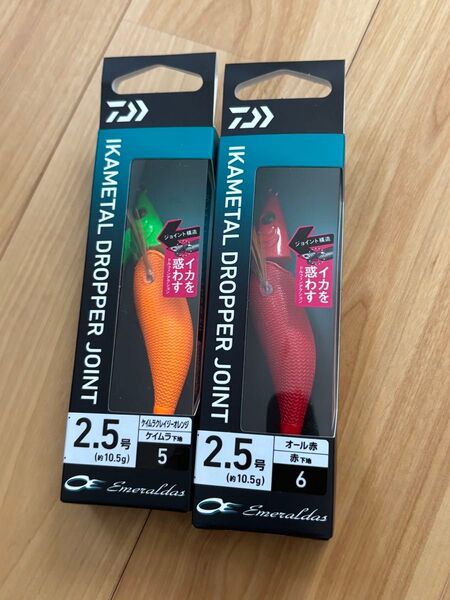 IKAMETAL DROPPER JOINT
ジョイント構造
イカを
惑わす
ケイムラクレイジーオレンジ
ケイムラ下地
2.5号
(約10.5g)
5
Emeraldas
IKAMETAL DROPPER JOINT
ジョイント構造
イカを
惑わす
オール赤
赤下地
2.5号
(約10.5g)
6
Emeraldas